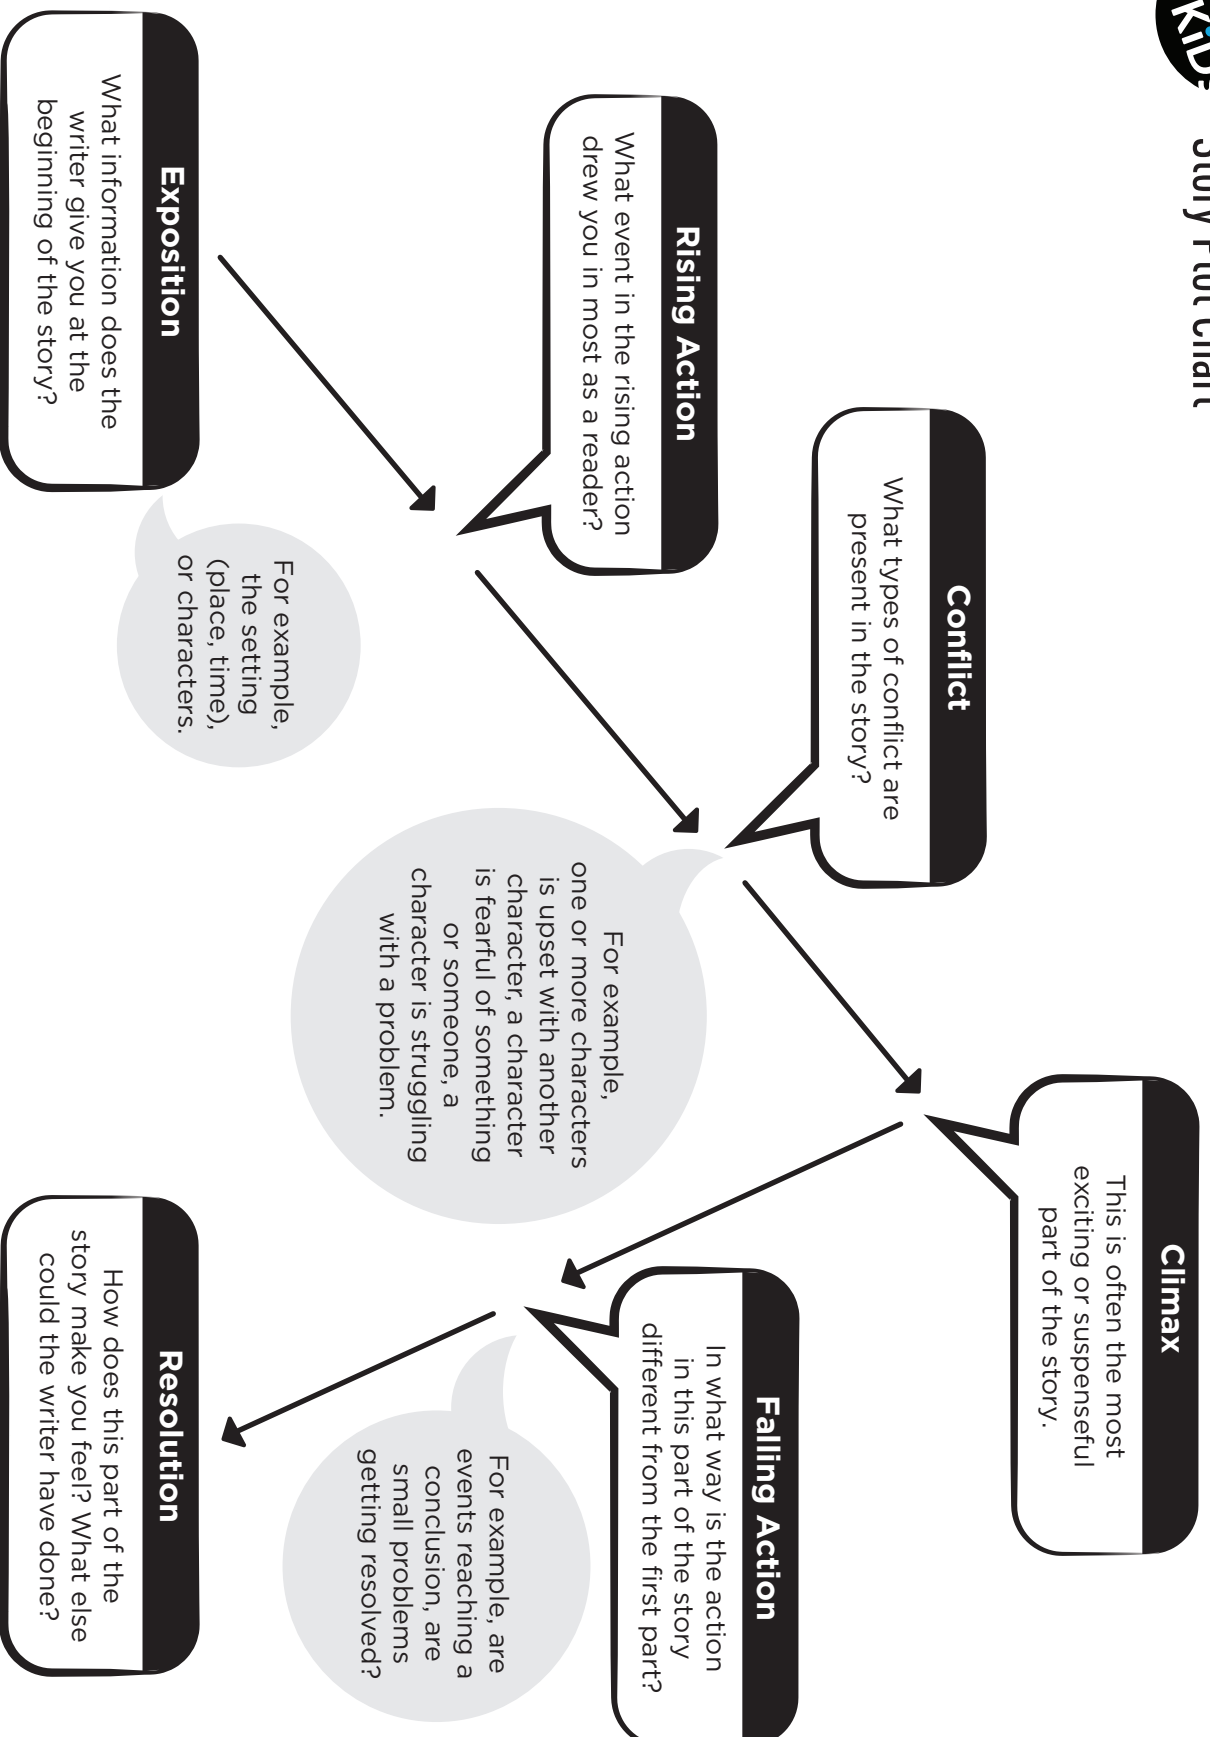 KiDS
Story Plot Chart
Exposition
What information does the
writer give you at the
beginning of the story?
For example,
the setting
(place, time),
or characters.
Rising Action
What event in the rising action
drew you in most as a reader?
Conflict
What types of conflict are
present in the story?
For example,
one or more characters
is upset with another
character, a character
is fearful of something
or someone, a
character is struggling
with a problem.
Climax
This is often the most
exciting or suspenseful
part of the story.
Falling Action
In what way is the action
in this part of the story
different from the first part?
For example, are
events reaching a
conclusion, are
small problems
getting resolved?
Resolution
How does this part of the
story make you feel? What else
could the writer have done?